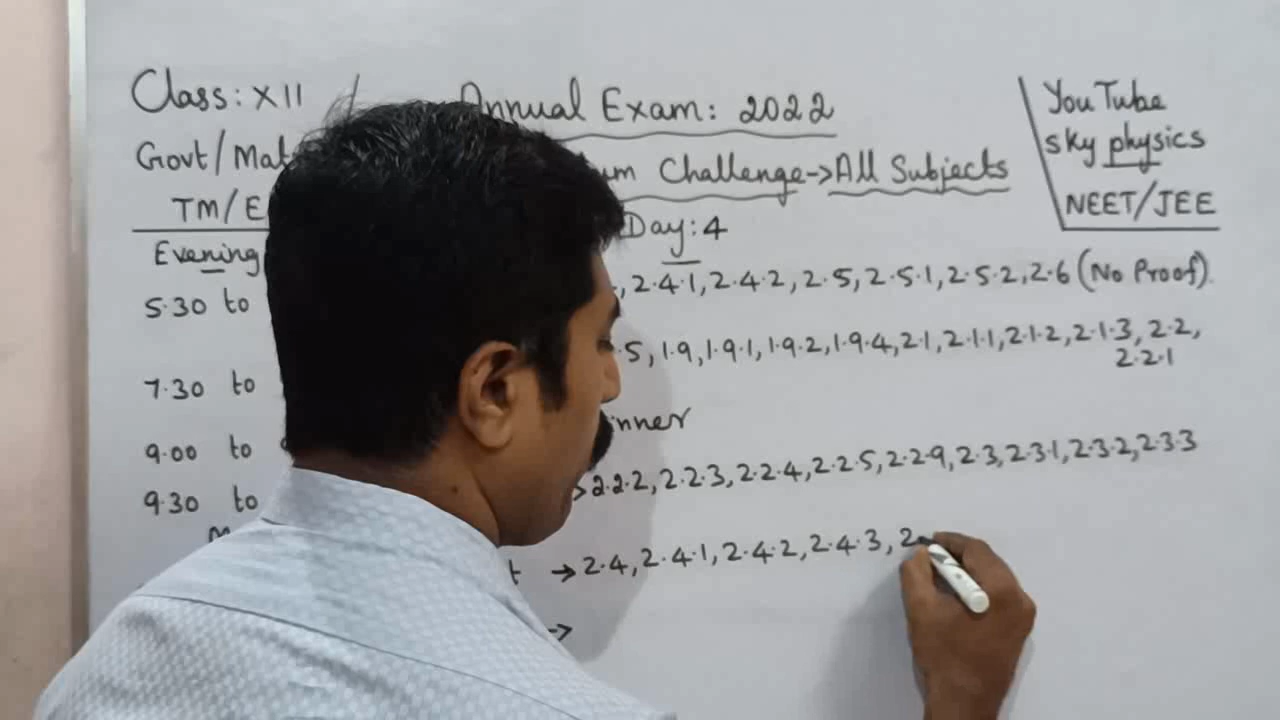 Class: XII / Annual Exam: 2022
Govt/Mat Challenge->All Subjects
TM/E
Day: 4
YouTube
sky physics
NEET/JEE
Evening
5.30 to , 2.4.1, 2.4.2, 2.5, 2.5.1, 2.5.2, 2.6 (No Proof).
7.30 to .5, 1.9, 1.9.1, 1.9.2, 1.9.4, 2.1, 2.1.1, 2.1.2, 2.1.3, 2.2,
2.2.1
9.00 to inner
9.30 to >2.2.2, 2.2.3, 2.2.4, 2.2.5, 2.2.9, 2.3, 2.3.1, 2.3.2, 2.3.3
t -> 2.4, 2.4.1, 2.4.2, 2.4.3, 2.
->